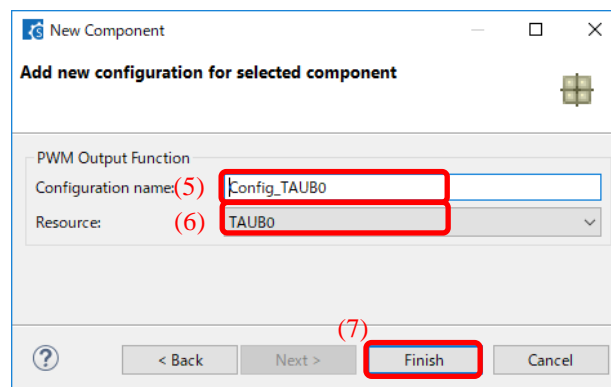 New Component
Add new configuration for selected component
PWM Output Function
Configuration name:(5) Config_TAUB0
Resource: (6) TAUB0
(7)
? < Back Next > Finish Cancel